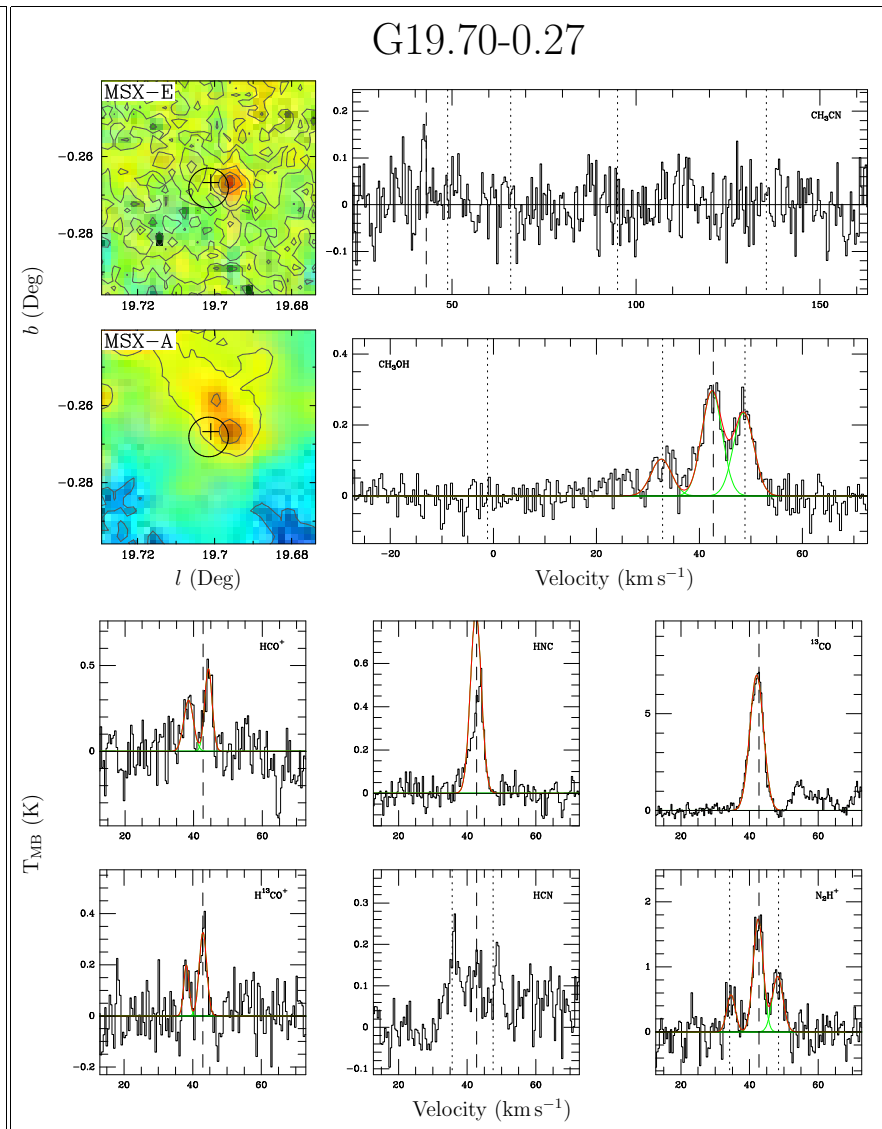 G19.70-0.27
MSX-E
-0.26
-0.28
19.72 19.7 19.68
CH₃CN
0.2
0.1
0
-0.1
50 100 150
b (Deg)
MSX-A
-0.26
-0.28
19.72 19.7 19.68
l (Deg)
CH₃OH
0.4
0.2
0
-20 0 20 40 60
Velocity (km s⁻¹)
HCO⁺
0.5
0
20 40 60
HNC
0.6
0.4
0.2
0
20 40 60
¹³CO
5
0
20 40 60
T_MB (K)
H¹³CO⁺
0.4
0.2
0
-0.2
20 40 60
HCN
0.3
0.2
0.1
0
-0.1
20 40 60
N₂H⁺
2
1
0
20 40 60
Velocity (km s⁻¹)